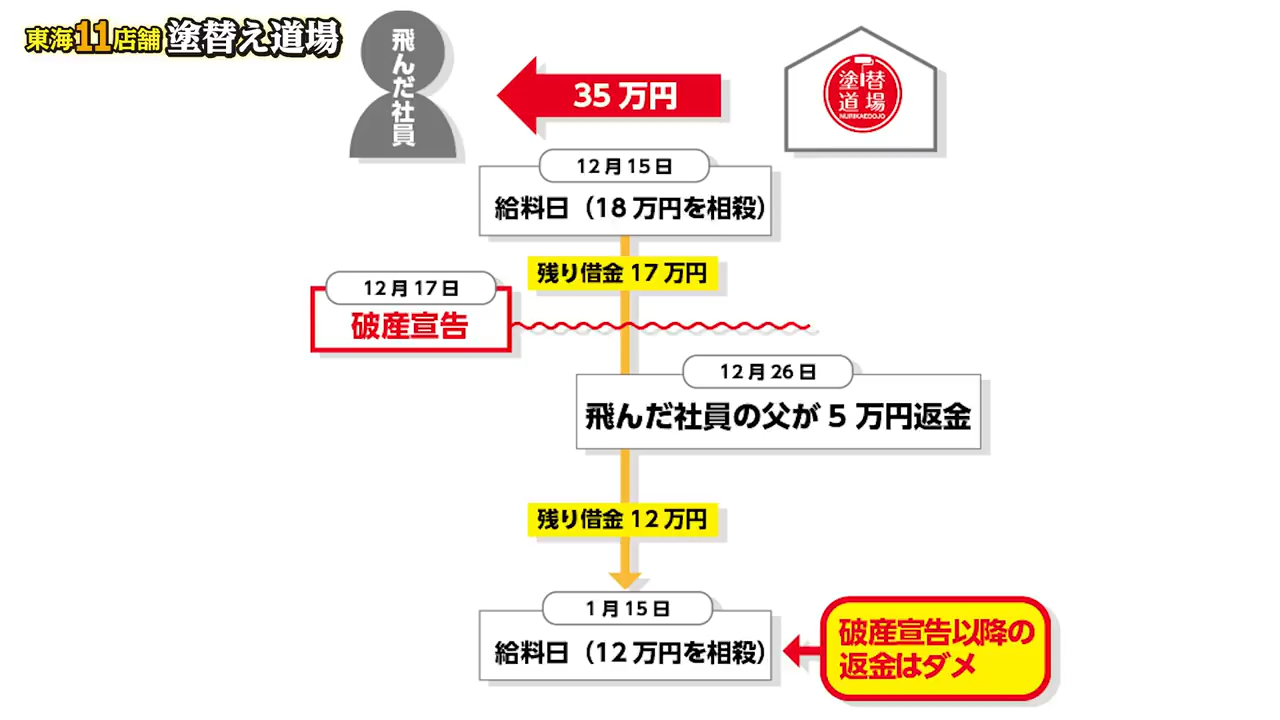 東海11店舗 塗替え道場
飛んだ社員
35万円
塗替
道場
NURIKAEDOJO
12月15日
給料日（18万円を相殺）
残り借金17万円
12月17日
破産宣告
12月26日
飛んだ社員の父が5万円返金
残り借金12万円
1月15日
給料日（12万円を相殺）
破産宣告以降の
返金はダメ